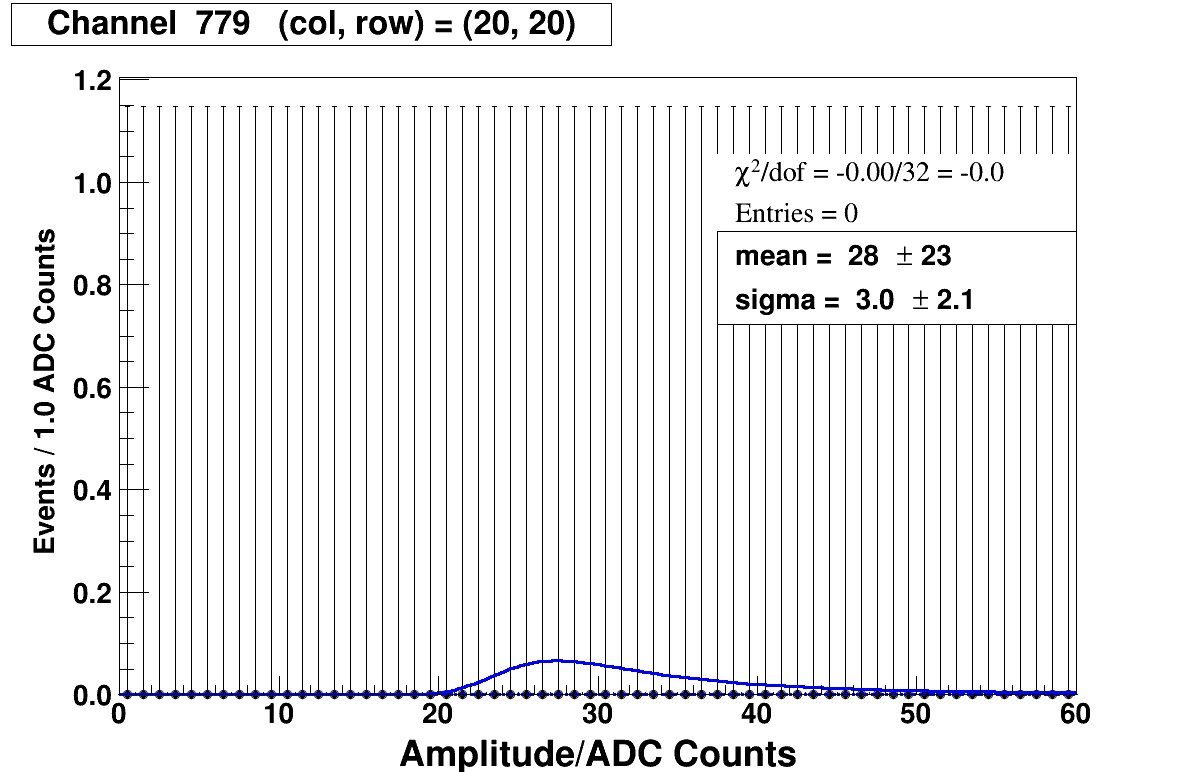 Channel 779 (col, row) = (20, 20)
1.2
1.0
0.8
0.6
0.4
0.2
0.0
Events / 1.0 ADC Counts
χ²/dof = -0.00/32 = -0.0
Entries = 0
mean = 28 ± 23
sigma = 3.0 ± 2.1
0 10 20 30 40 50 60
Amplitude/ADC Counts